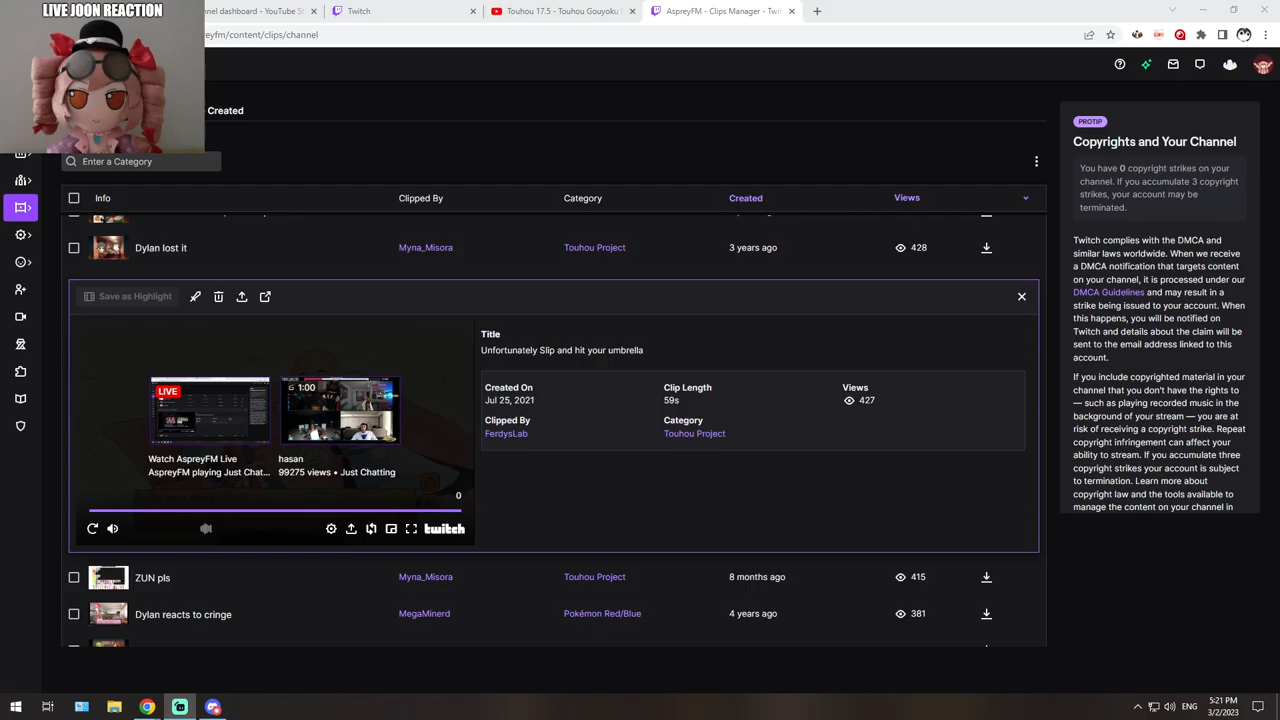 LIVE JOON REACTION
nnel dashboard - YouTube St
Twitch
Touhou 17.5 - Touhou Gouyoku I
AspreyFM - Clips Manager - Twit
eyfm/content/clips/channel
Created
Enter a Category
Info
Clipped By
Category
Created
Views
Dylan lost it
Myna_Misora
Touhou Project
3 years ago
428
Save as Highlight
Title
Unfortunately Slip and hit your umbrella
Created On
Jul 25, 2021
Clip Length
59s
Views
427
Clipped By
FerdysLab
Category
Touhou Project
LIVE
1:00
Watch AspreyFM Live
AspreyFM playing Just Chat...
hasan
99275 views • Just Chatting
0
twitch
ZUN pls
Myna_Misora
Touhou Project
8 months ago
415
Dylan reacts to cringe
MegaMinerd
Pokémon Red/Blue
4 years ago
381
PROTIP
Copyrights and Your Channel
You have 0 copyright strikes on your
channel. If you accumulate 3 copyright
strikes, your account may be
terminated.
Twitch complies with the DMCA and
similar laws worldwide. When we receive
a DMCA notification that targets content
on your channel, it is processed under our
DMCA Guidelines and may result in a
strike being issued to your account. When
this happens, you will be notified on
Twitch and details about the claim will be
sent to the email address linked to this
account.
If you include copyrighted material in your
channel that you don't have the rights to
— such as playing recorded music in the
background of your stream — you are at
risk of receiving a copyright strike. Repeat
copyright infringement can affect your
ability to stream. If you accumulate three
copyright strikes your account is subject
to termination. Learn more about
copyright law and the tools available to
manage the content on your channel in
ENG
5:21 PM
3/2/2023